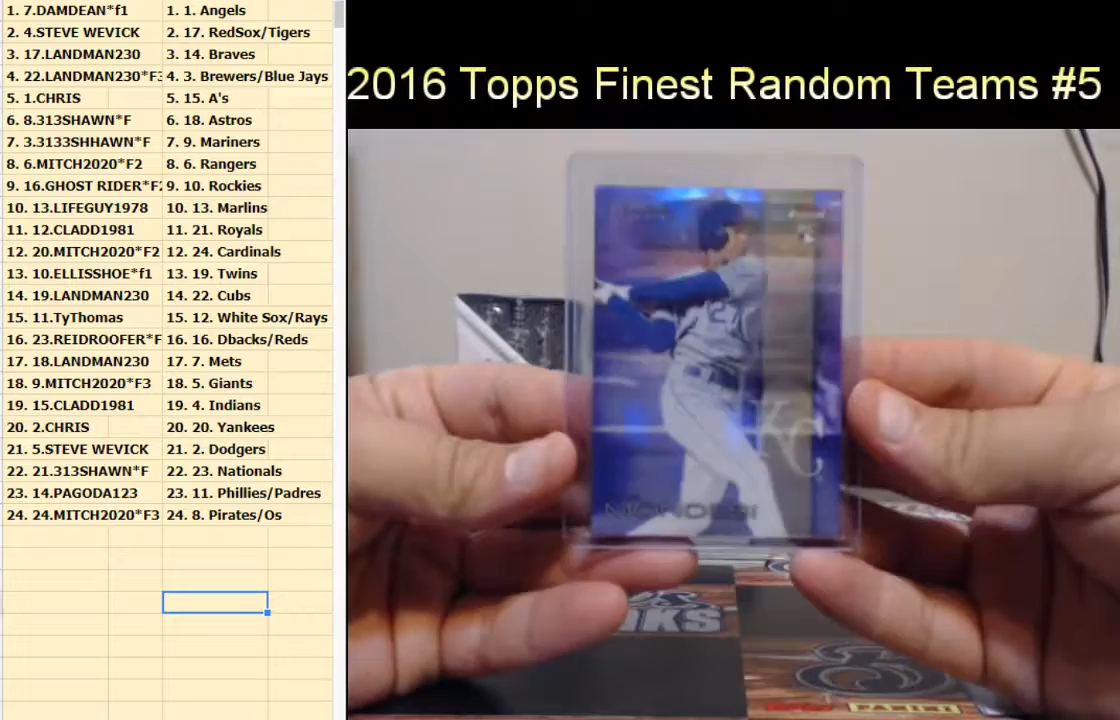 1. 7.DAMDEAN*f1 1. 1. Angels
2. 4.STEVE WEVICK 2. 17. RedSox/Tigers
3. 17.LANDMAN230 3. 14. Braves
4. 22.LANDMAN230*F3 4. 3. Brewers/Blue Jays
5. 1.CHRIS 5. 15. A's
6. 8.313SHAWN*F 6. 18. Astros
7. 3.3133SHHAWN*F 7. 9. Mariners
8. 6.MITCH2020*F2 8. 6. Rangers
9. 16.GHOST RIDER*F2 9. 10. Rockies
10. 13.LIFEGUY1978 10. 13. Marlins
11. 12.CLADD1981 11. 21. Royals
12. 20.MITCH2020*F2 12. 24. Cardinals
13. 10.ELLISSHOE*f1 13. 19. Twins
14. 19.LANDMAN230 14. 22. Cubs
15. 11.TyThomas 15. 12. White Sox/Rays
16. 23.REIDROOFER*F 16. 16. Dbacks/Reds
17. 18.LANDMAN230 17. 7. Mets
18. 9.MITCH2020*F3 18. 5. Giants
19. 15.CLADD1981 19. 4. Indians
20. 2.CHRIS 20. 20. Yankees
21. 5.STEVE WEVICK 21. 2. Dodgers
22. 21.313SHAWN*F 22. 23. Nationals
23. 14.PAGODA123 23. 11. Phillies/Padres
24. 24.MITCH2020*F3 24. 8. Pirates/Os
2016 Topps Finest Random Teams #5
KC
MONDESI
PANINI